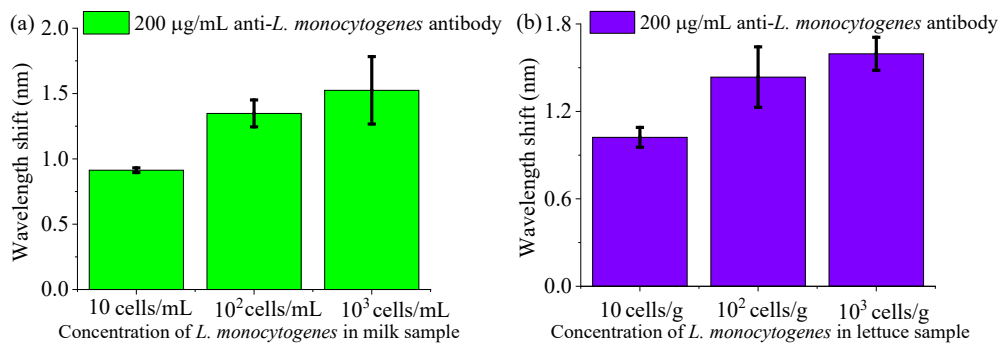 (a) 200 μg/mL anti-L. monocytogenes antibody
2.0
1.5
1.0
0.5
0.0
Wavelength shift (nm)
10 cells/mL 10² cells/mL 10³ cells/mL
Concentration of L. monocytogenes in milk sample
(b) 200 μg/mL anti-L. monocytogenes antibody
1.8
1.2
0.6
0.0
Wavelength shift (nm)
10 cells/g 10² cells/g 10³ cells/g
Concentration of L. monocytogenes in lettuce sample